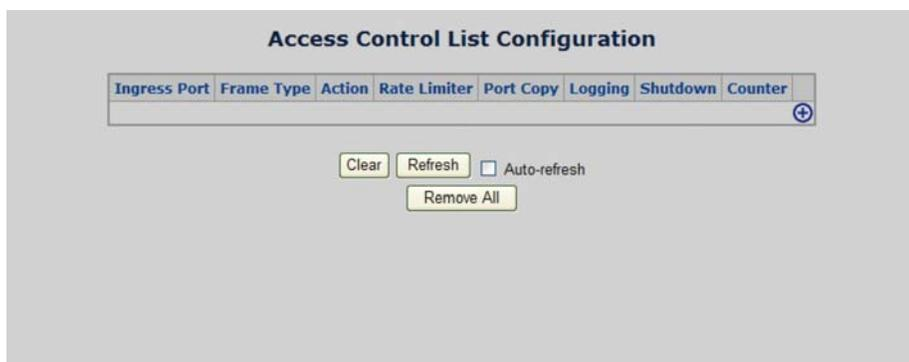 Access Control List Configuration
Ingress Port Frame Type Action Rate Limiter Port Copy Logging Shutdown Counter
Clear Refresh Auto-refresh
Remove All